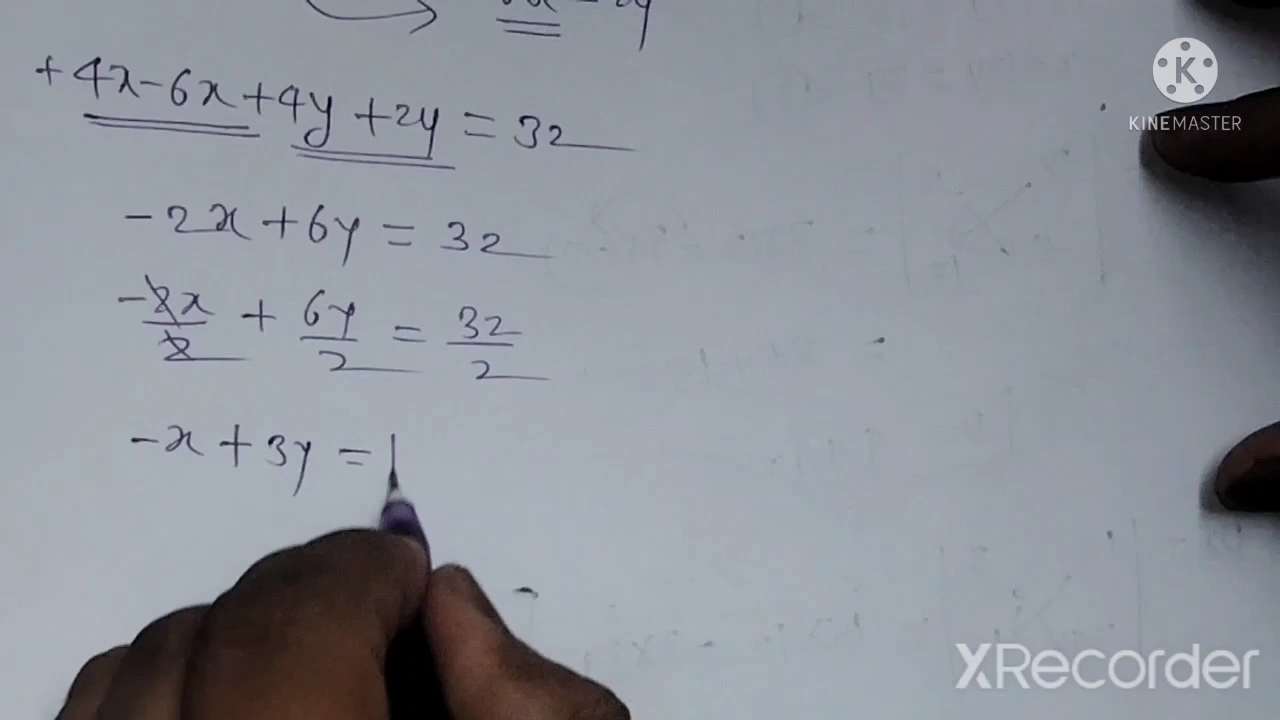 +4x-6x+4y+2y=32
KINEMASTER
-2x+6y=32
-2x/2 + 6y/2 = 32/2
-x+3y=1
XRecorder